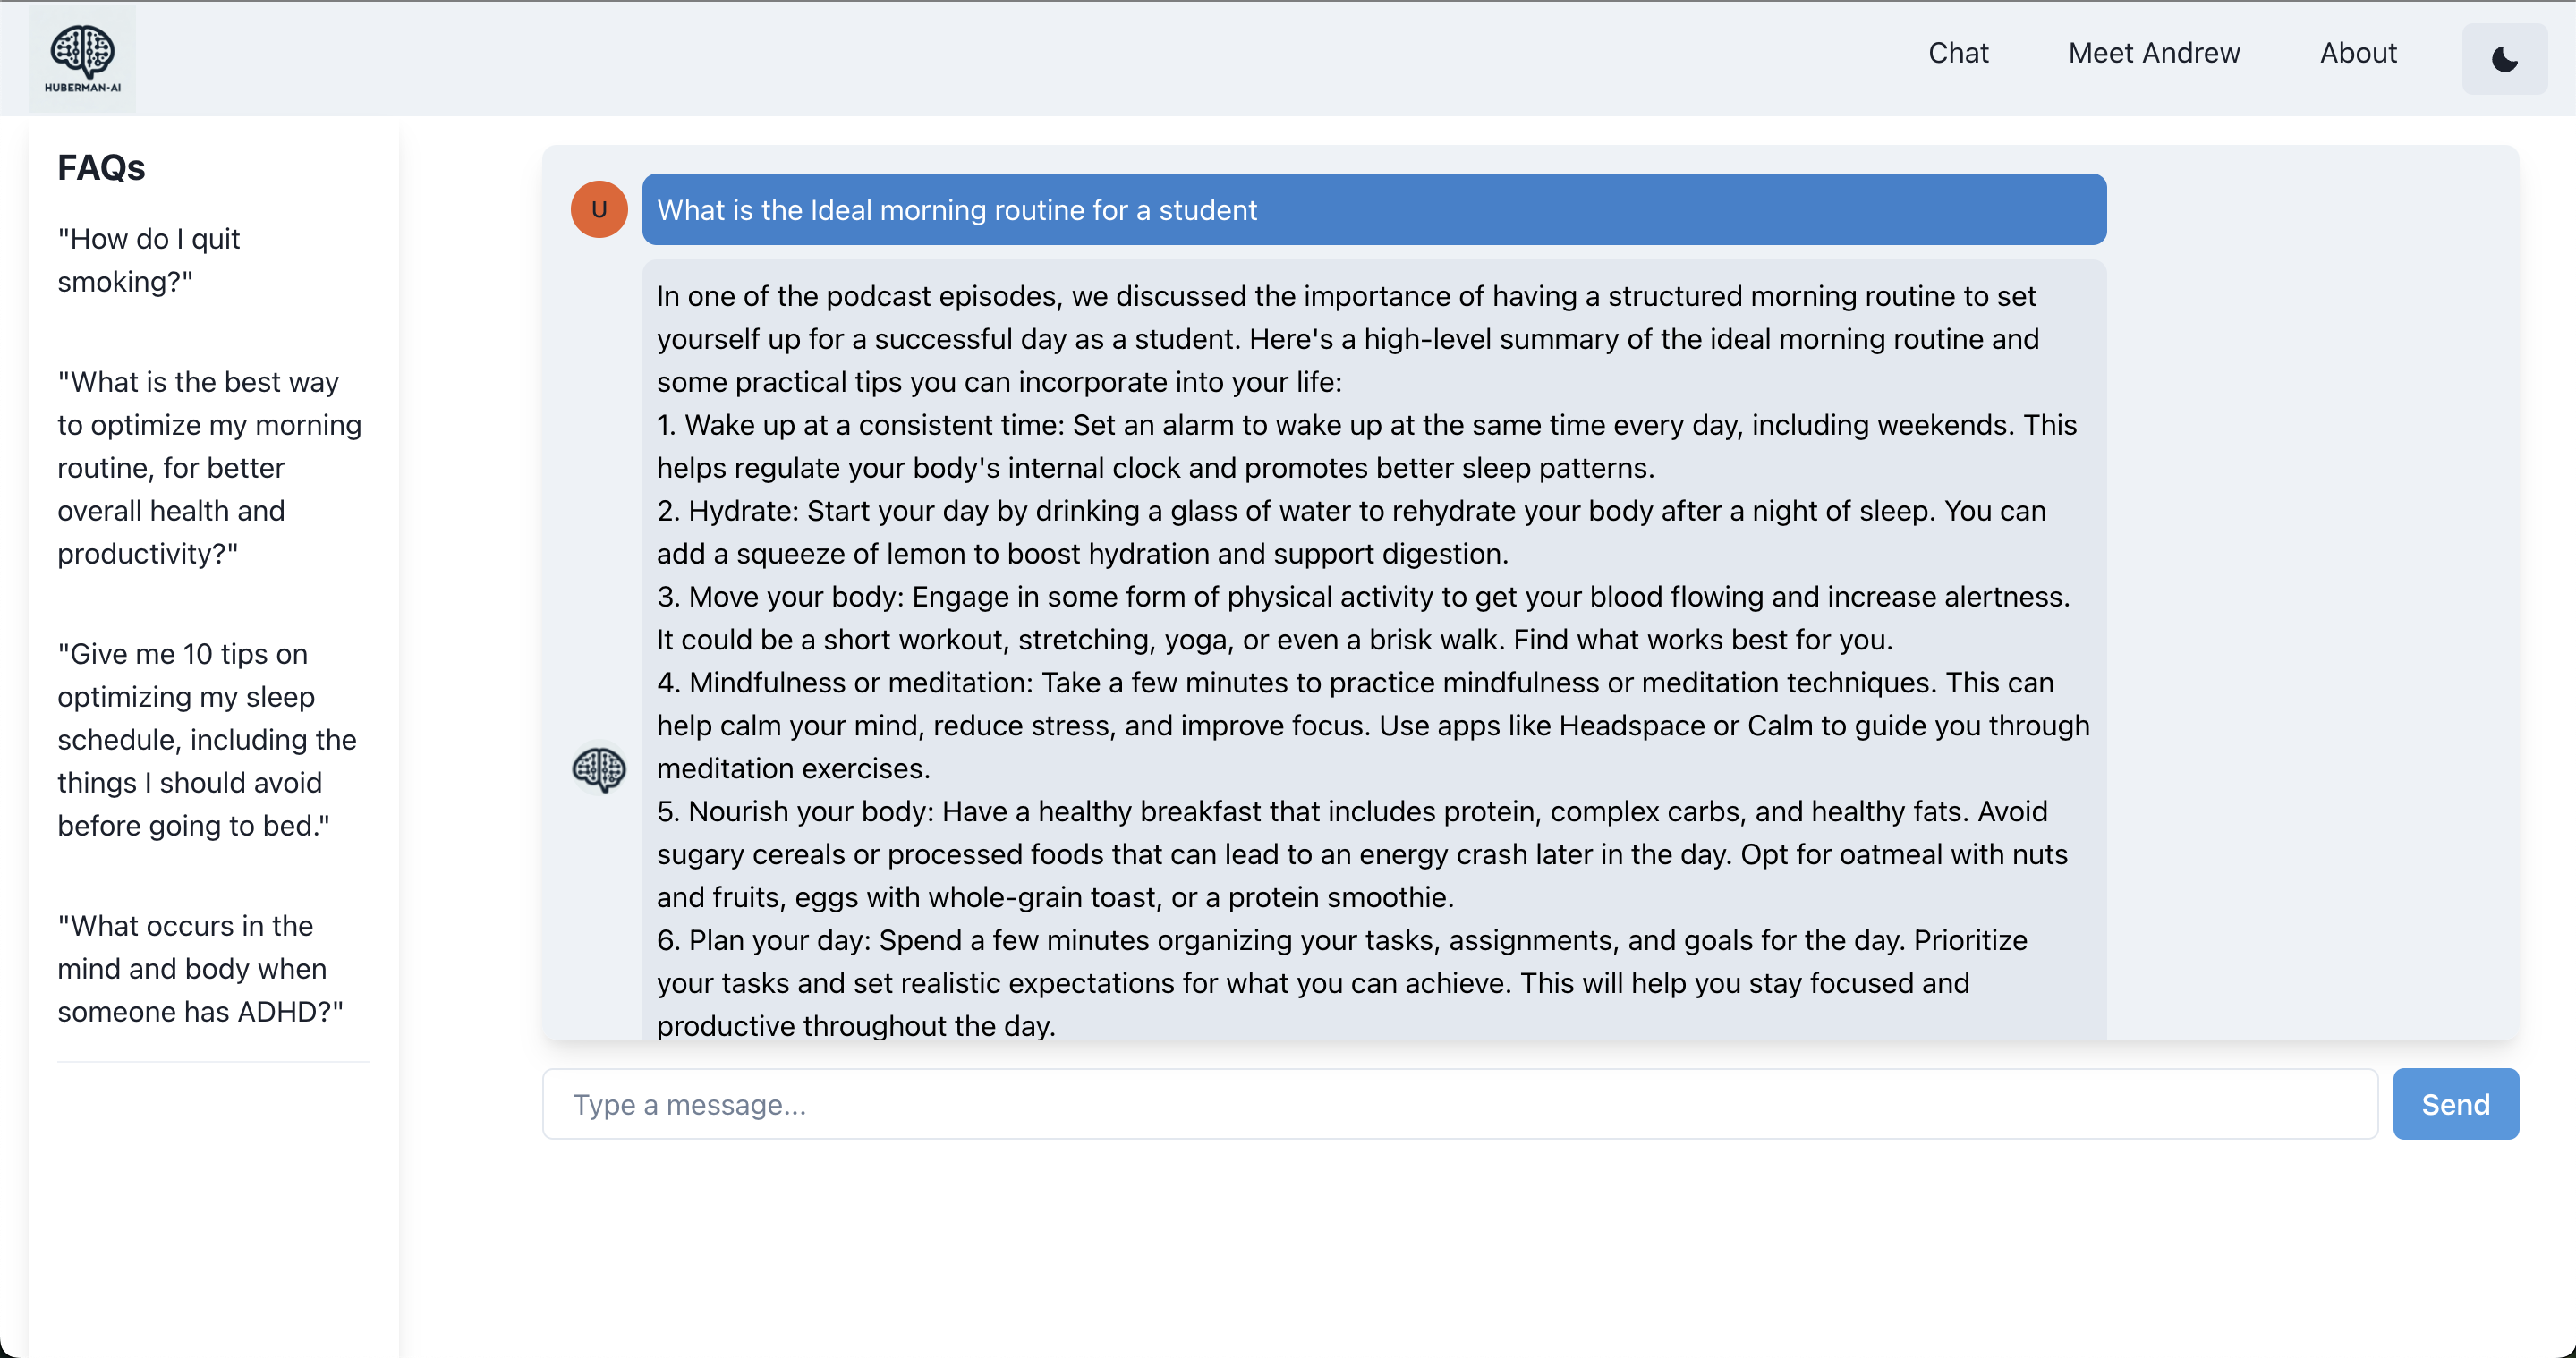 HUBERMAN-AI
Chat
Meet Andrew
About
FAQs
"How do I quit
smoking?"
"What is the best way
to optimize my morning
routine, for better
overall health and
productivity?"
"Give me 10 tips on
optimizing my sleep
schedule, including the
things I should avoid
before going to bed."
"What occurs in the
mind and body when
someone has ADHD?"
U
What is the Ideal morning routine for a student
In one of the podcast episodes, we discussed the importance of having a structured morning routine to set
yourself up for a successful day as a student. Here's a high-level summary of the ideal morning routine and
some practical tips you can incorporate into your life:
1. Wake up at a consistent time: Set an alarm to wake up at the same time every day, including weekends. This
helps regulate your body's internal clock and promotes better sleep patterns.
2. Hydrate: Start your day by drinking a glass of water to rehydrate your body after a night of sleep. You can
add a squeeze of lemon to boost hydration and support digestion.
3. Move your body: Engage in some form of physical activity to get your blood flowing and increase alertness.
It could be a short workout, stretching, yoga, or even a brisk walk. Find what works best for you.
4. Mindfulness or meditation: Take a few minutes to practice mindfulness or meditation techniques. This can
help calm your mind, reduce stress, and improve focus. Use apps like Headspace or Calm to guide you through
meditation exercises.
5. Nourish your body: Have a healthy breakfast that includes protein, complex carbs, and healthy fats. Avoid
sugary cereals or processed foods that can lead to an energy crash later in the day. Opt for oatmeal with nuts
and fruits, eggs with whole-grain toast, or a protein smoothie.
6. Plan your day: Spend a few minutes organizing your tasks, assignments, and goals for the day. Prioritize
your tasks and set realistic expectations for what you can achieve. This will help you stay focused and
productive throughout the day.
Type a message...
Send